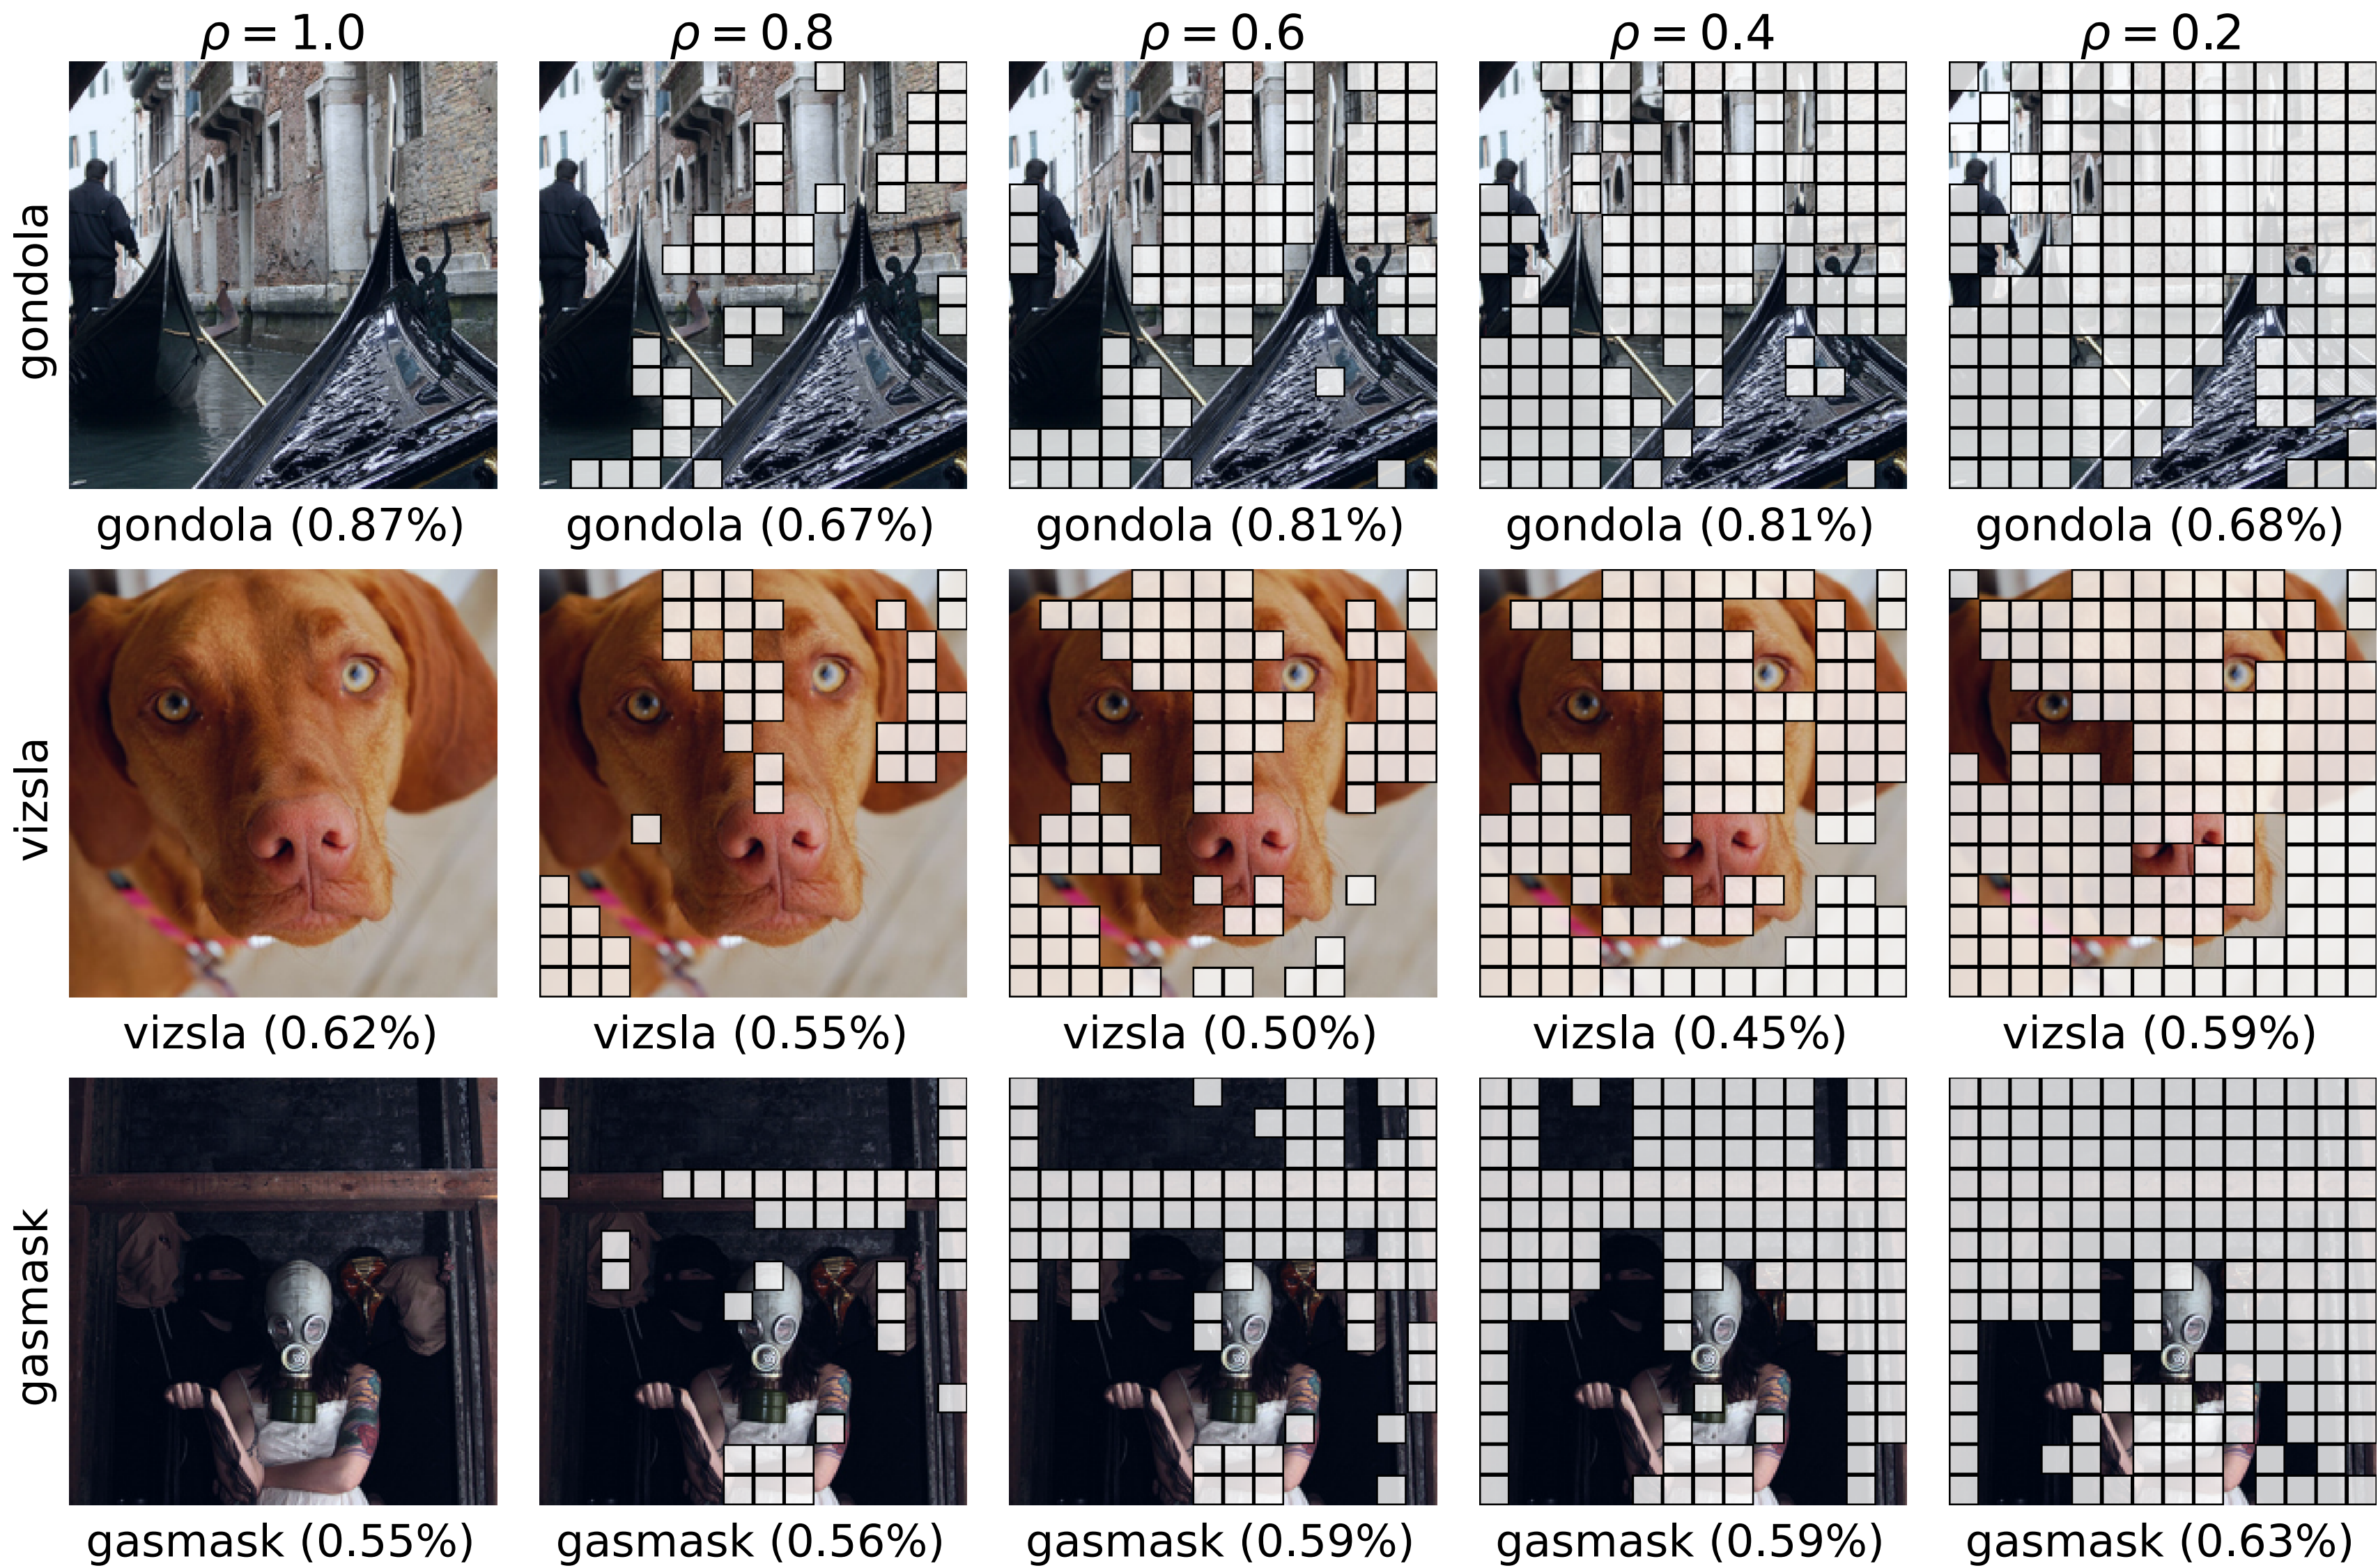 ρ = 1.0 ρ = 0.8 ρ = 0.6 ρ = 0.4 ρ = 0.2
gondola
gondola (0.87%) gondola (0.67%) gondola (0.81%) gondola (0.81%) gondola (0.68%)
vizsla
vizsla (0.62%) vizsla (0.55%) vizsla (0.50%) vizsla (0.45%) vizsla (0.59%)
gasmask
gasmask (0.55%) gasmask (0.56%) gasmask (0.59%) gasmask (0.59%) gasmask (0.63%)